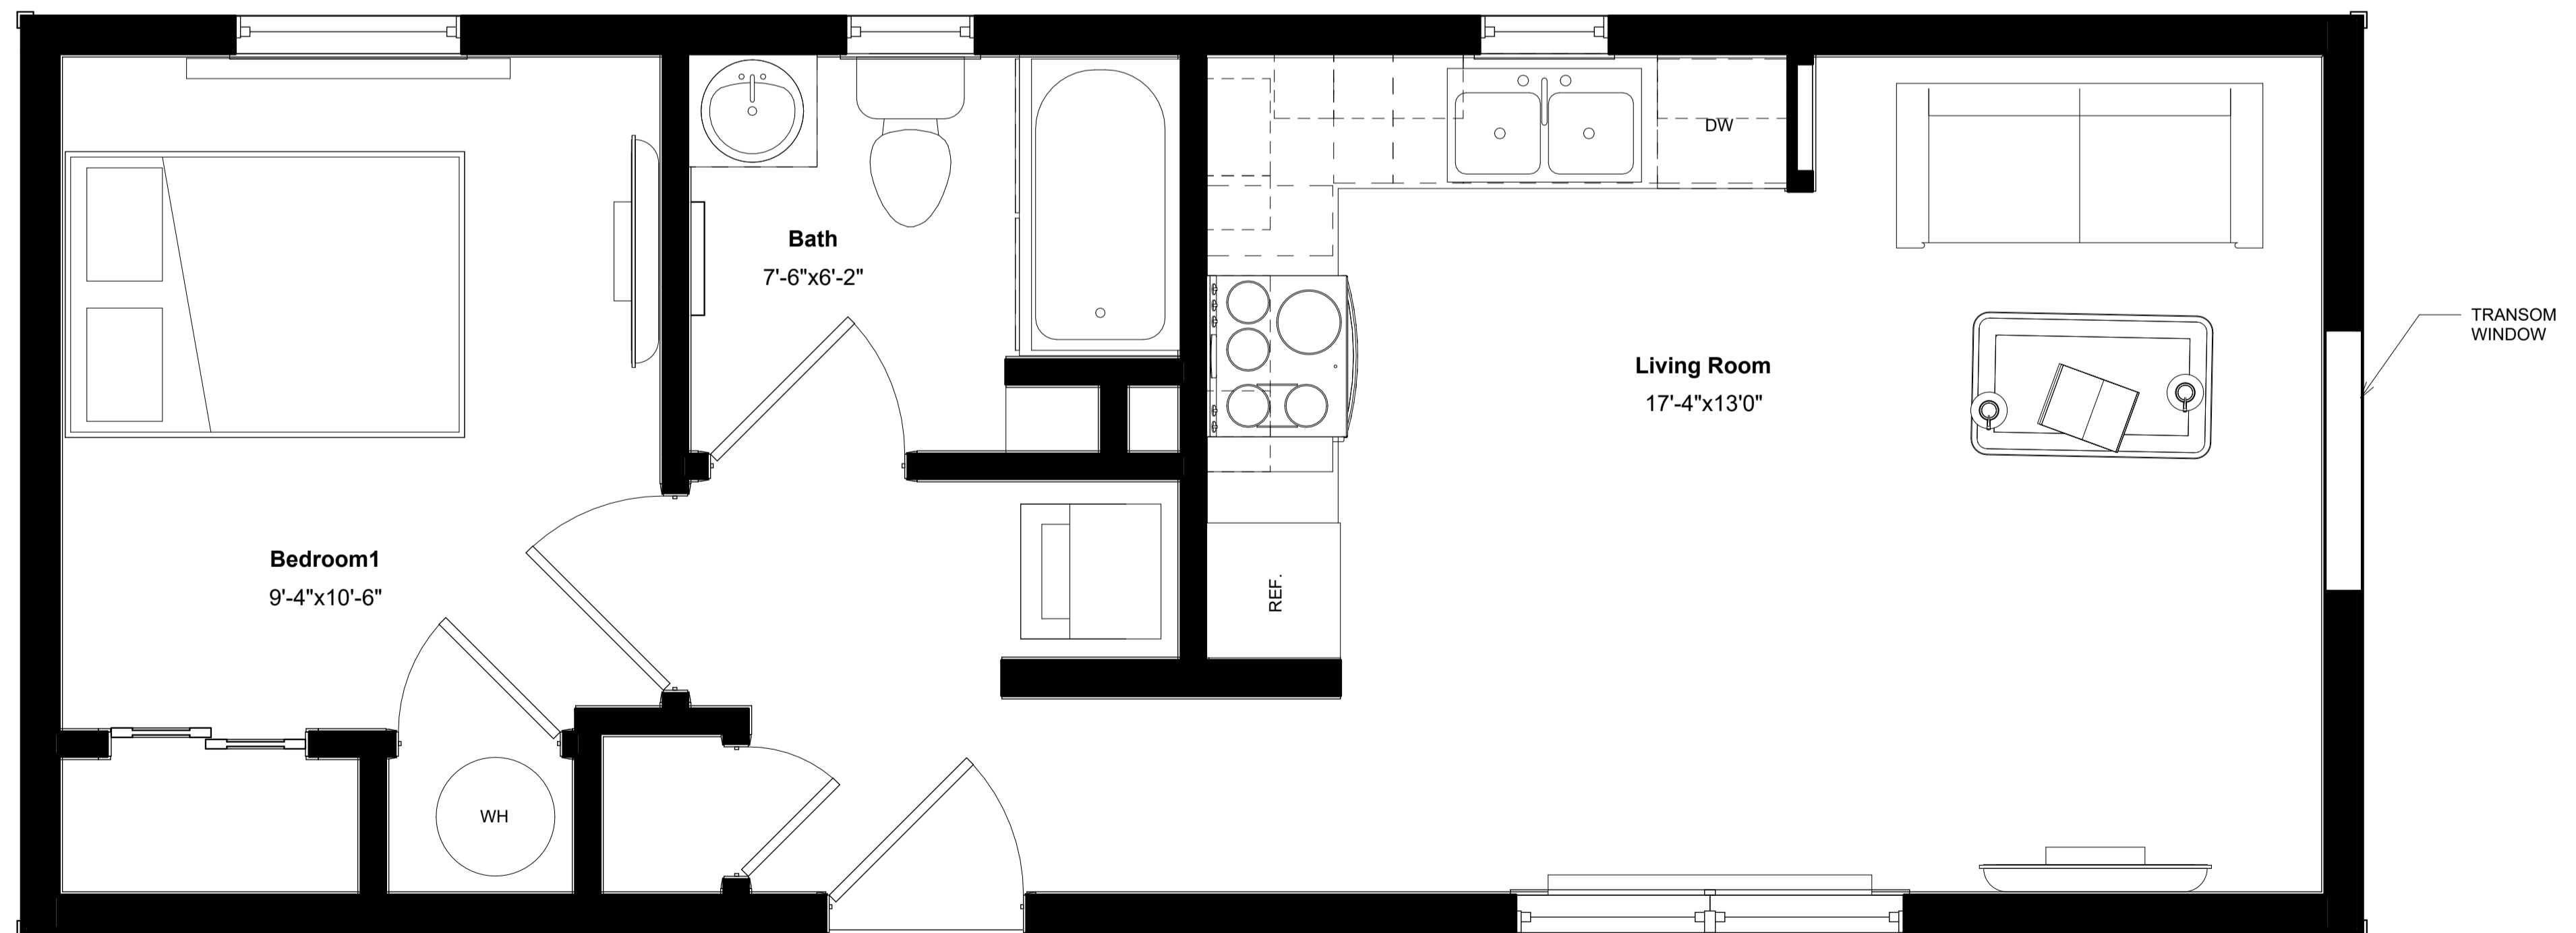 DW
Bath
7'-6"x6'-2"
TRANSOM
WINDOW
Living Room
17'-4"x13'0"
Bedroom1
9'-4"x10'-6"
REF.
WH